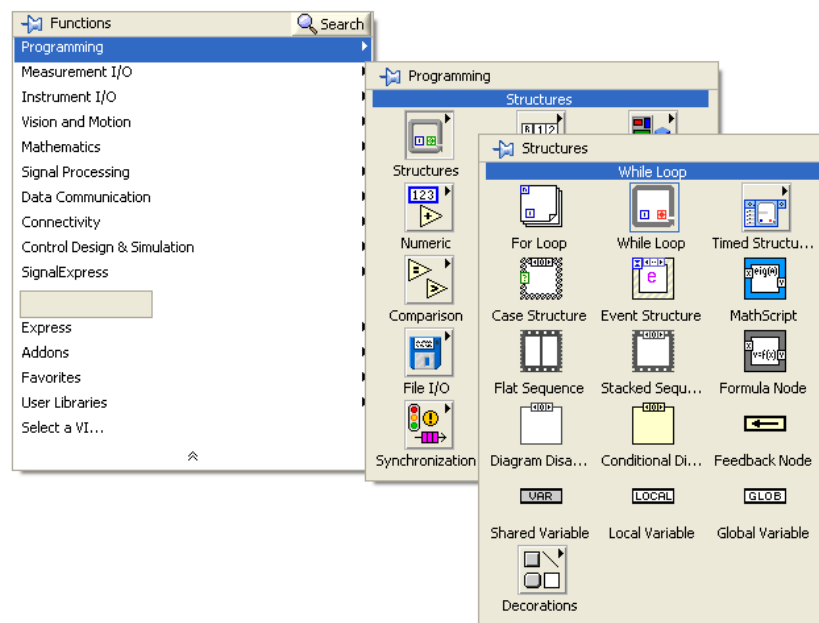 Functions
Search
Programming
Measurement I/O
Instrument I/O
Vision and Motion
Mathematics
Signal Processing
Data Communication
Connectivity
Control Design & Simulation
SignalExpress
Express
Addons
Favorites
User Libraries
Select a VI...
Programming
Structures
Structures
Numeric
123
Comparison
File I/O
Synchronization
Structures
While Loop
For Loop
While Loop
Timed Structu...
Case Structure
Event Structure
MathScript
Flat Sequence
Stacked Sequ...
Formula Node
Diagram Disa...
Conditional Di...
Feedback Node
VAR
LOCAL
GLOB
Shared Variable
Local Variable
Global Variable
Decorations